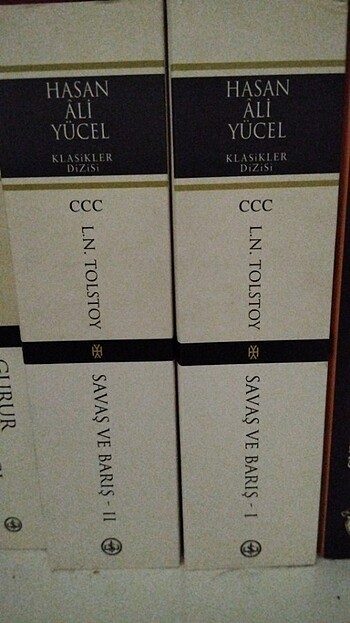 HASAN
ÂLİ
YÜCEL
KLASİKLER
DİZİSİ
CCC
L.N. TOLSTOY
SAVAŞ VE BARIŞ - II
HASAN
ÂLİ
YÜCEL
KLASİKLER
DİZİSİ
CCC
L.N. TOLSTOY
SAVAŞ VE BARIŞ - I
GURUR